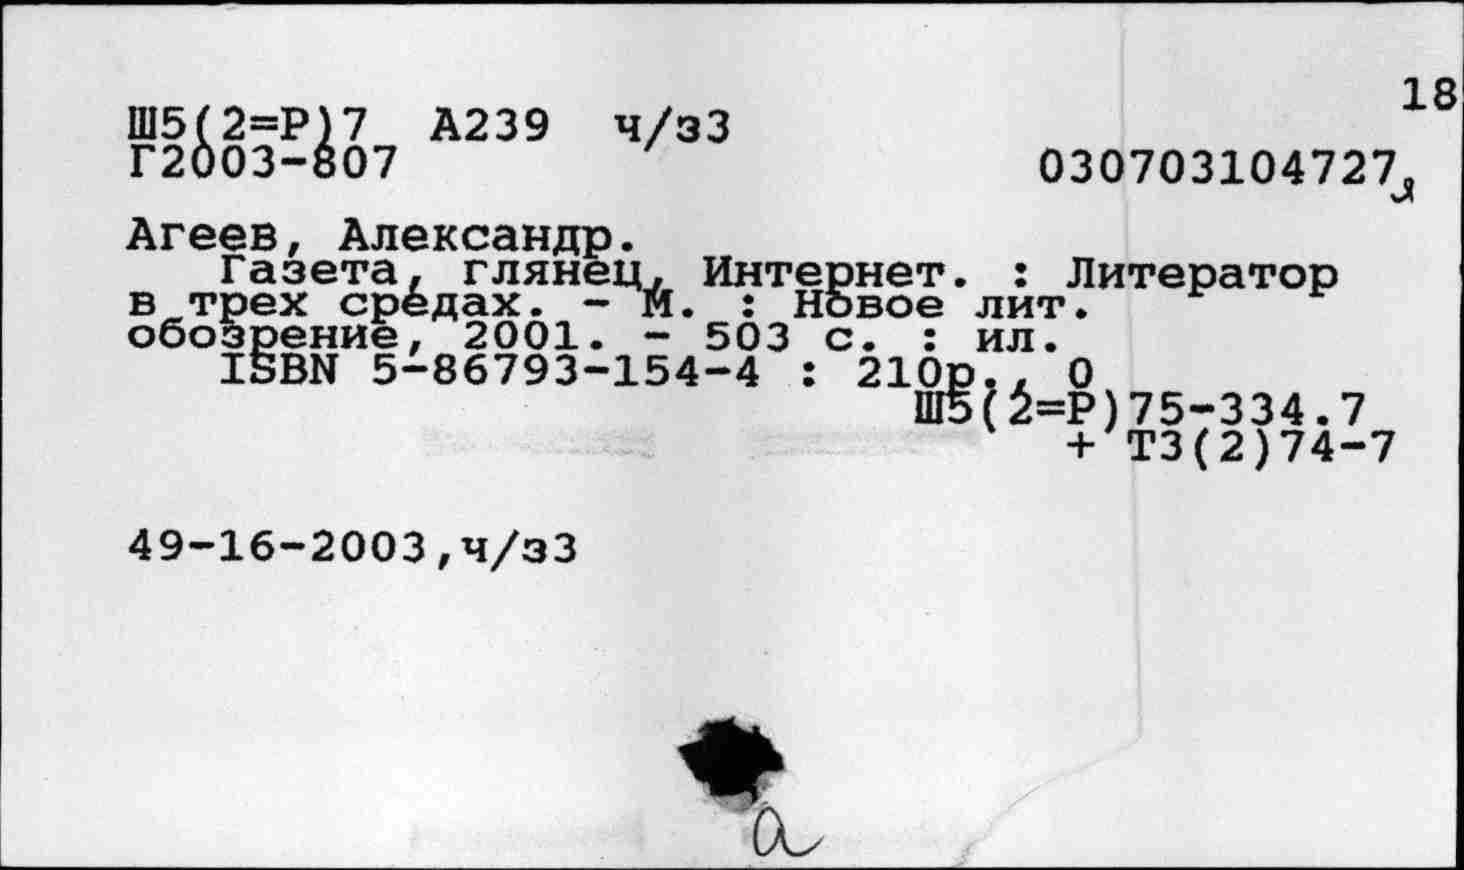 18
Ш5(2=Р)7 А239 ч/з3
Г2003-807 030703104727
Агеев, Александр.
Газета, глянец, Интернет. : Литератор
в трех средах. - М. : Новое лит.
обозрение, 2001. - 503 с. : ил.
ISBN 5-86793-154-4 : 210р., 0
Ш5(2=Р)75-334.7
+ Т3(2)74-7
49-16-2003,ч/з3
а